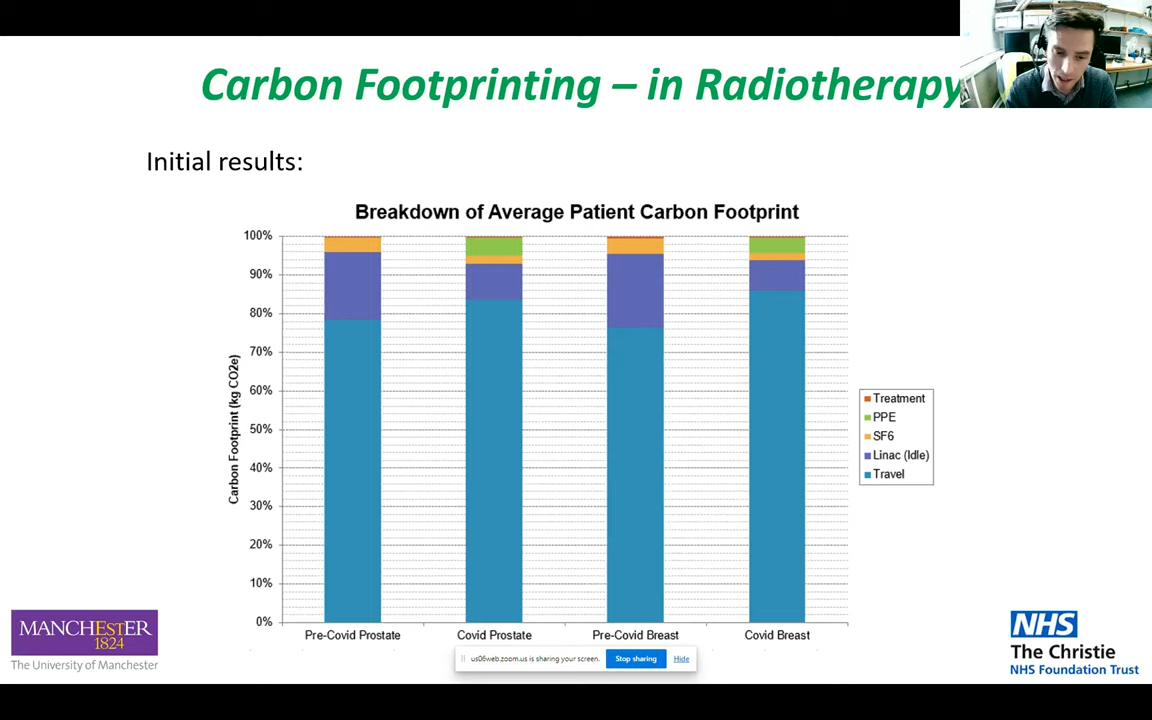 Carbon Footprinting – in Radiotherapy
Initial results:
Breakdown of Average Patient Carbon Footprint
Carbon Footprint (kg CO2e)
100%
90%
80%
70%
60%
50%
40%
30%
20%
10%
0%
Pre-Covid Prostate
Covid Prostate
Pre-Covid Breast
Covid Breast
Treatment
PPE
SF6
Linac (Idle)
Travel
MANCHESTER
1824
The University of Manchester
us06web.zoom.us is sharing your screen.
Stop sharing
Hide
NHS
The Christie
NHS Foundation Trust